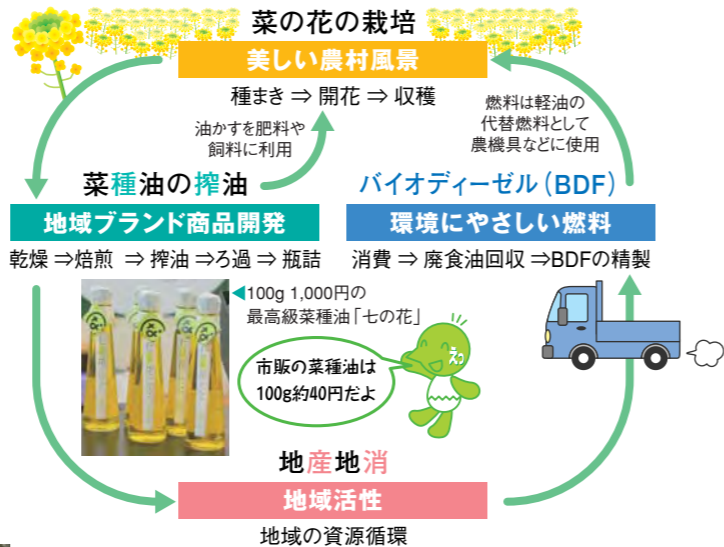 菜の花の栽培
美しい農村風景
種まき ⇒ 開花 ⇒ 収穫
油かすを肥料や
飼料に利用
燃料は軽油の
代替燃料として
農機具などに使用
菜種油の搾油
地域ブランド商品開発
乾燥 ⇒焙煎 ⇒ 搾油 ⇒ろ過 ⇒ 瓶詰
バイオディーゼル(BDF)
環境にやさしい燃料
消費 ⇒ 廃食油回収 ⇒BDFの精製
◀100g 1,000円の
最高級菜種油「七の花」
市販の菜種油は
100g約40円だよ
えっ
地産地消
地域活性
地域の資源循環